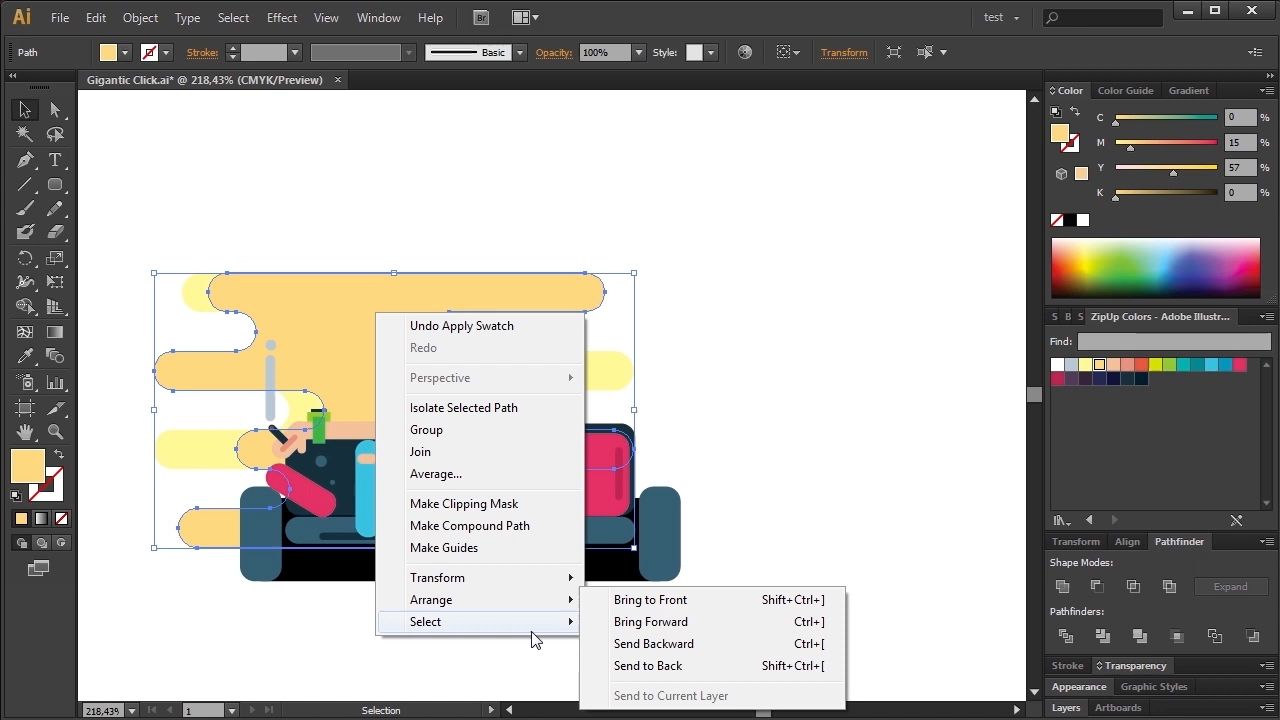 Ai File Edit Object Type Select Effect View Window Help Br test
Path Stroke: Basic Opacity: 100% Style: Transform
Gigantic Click.ai* @ 218,43% (CMYK/Preview) ×
Color Color Guide Gradient
C 0 %
M 15 %
Y 57 %
K 0 %
S B S ZipUp Colors - Adobe Illustr...
Find:
Undo Apply Swatch
Redo
Perspective
Isolate Selected Path
Group
Join
Average...
Make Clipping Mask
Make Compound Path
Make Guides
Transform
Arrange
Select
Bring to Front Shift+Ctrl+]
Bring Forward Ctrl+]
Send Backward Ctrl+[
Send to Back Shift+Ctrl+[
Send to Current Layer
Transform Align Pathfinder
Shape Modes:
Expand
Pathfinders:
Stroke Transparency
Appearance Graphic Styles
Layers Artboards
218,43% 1 Selection